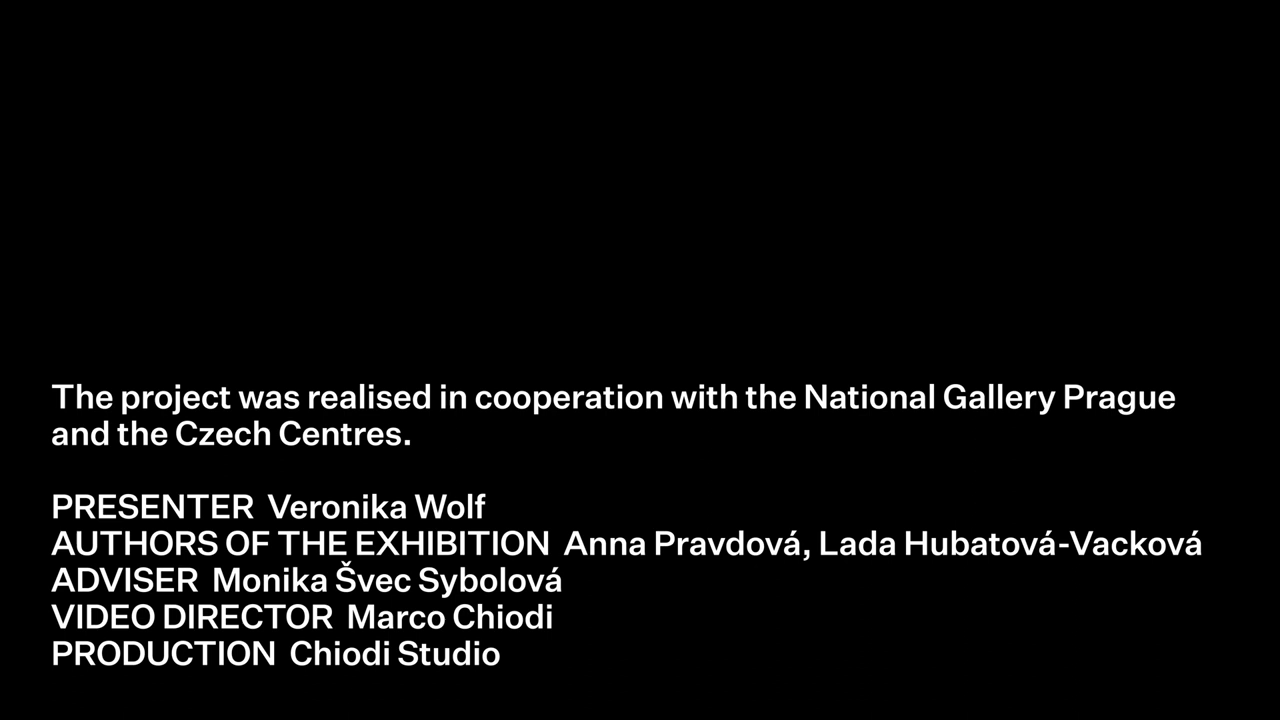 The project was realised in cooperation with the National Gallery Prague
and the Czech Centres.
PRESENTER Veronika Wolf
AUTHORS OF THE EXHIBITION Anna Pravdová, Lada Hubatová-Vacková
ADVISER Monika Švec Sybolová
VIDEO DIRECTOR Marco Chiodi
PRODUCTION Chiodi Studio